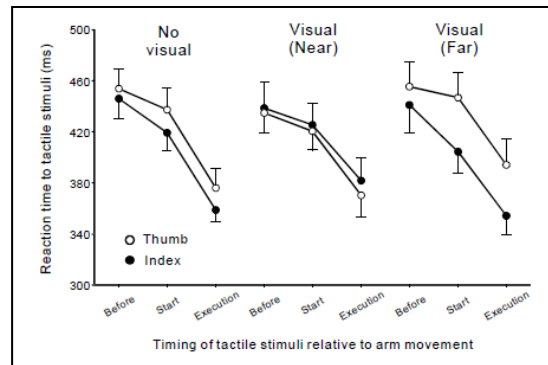 No
visual
Visual
(Near)
Visual
(Far)
Reaction time to tactile stimuli (ms)
500
460
420
380
340
300
Thumb
Index
Before
Start
Execution
Before
Start
Execution
Before
Start
Execution
Timing of tactile stimuli relative to arm movement